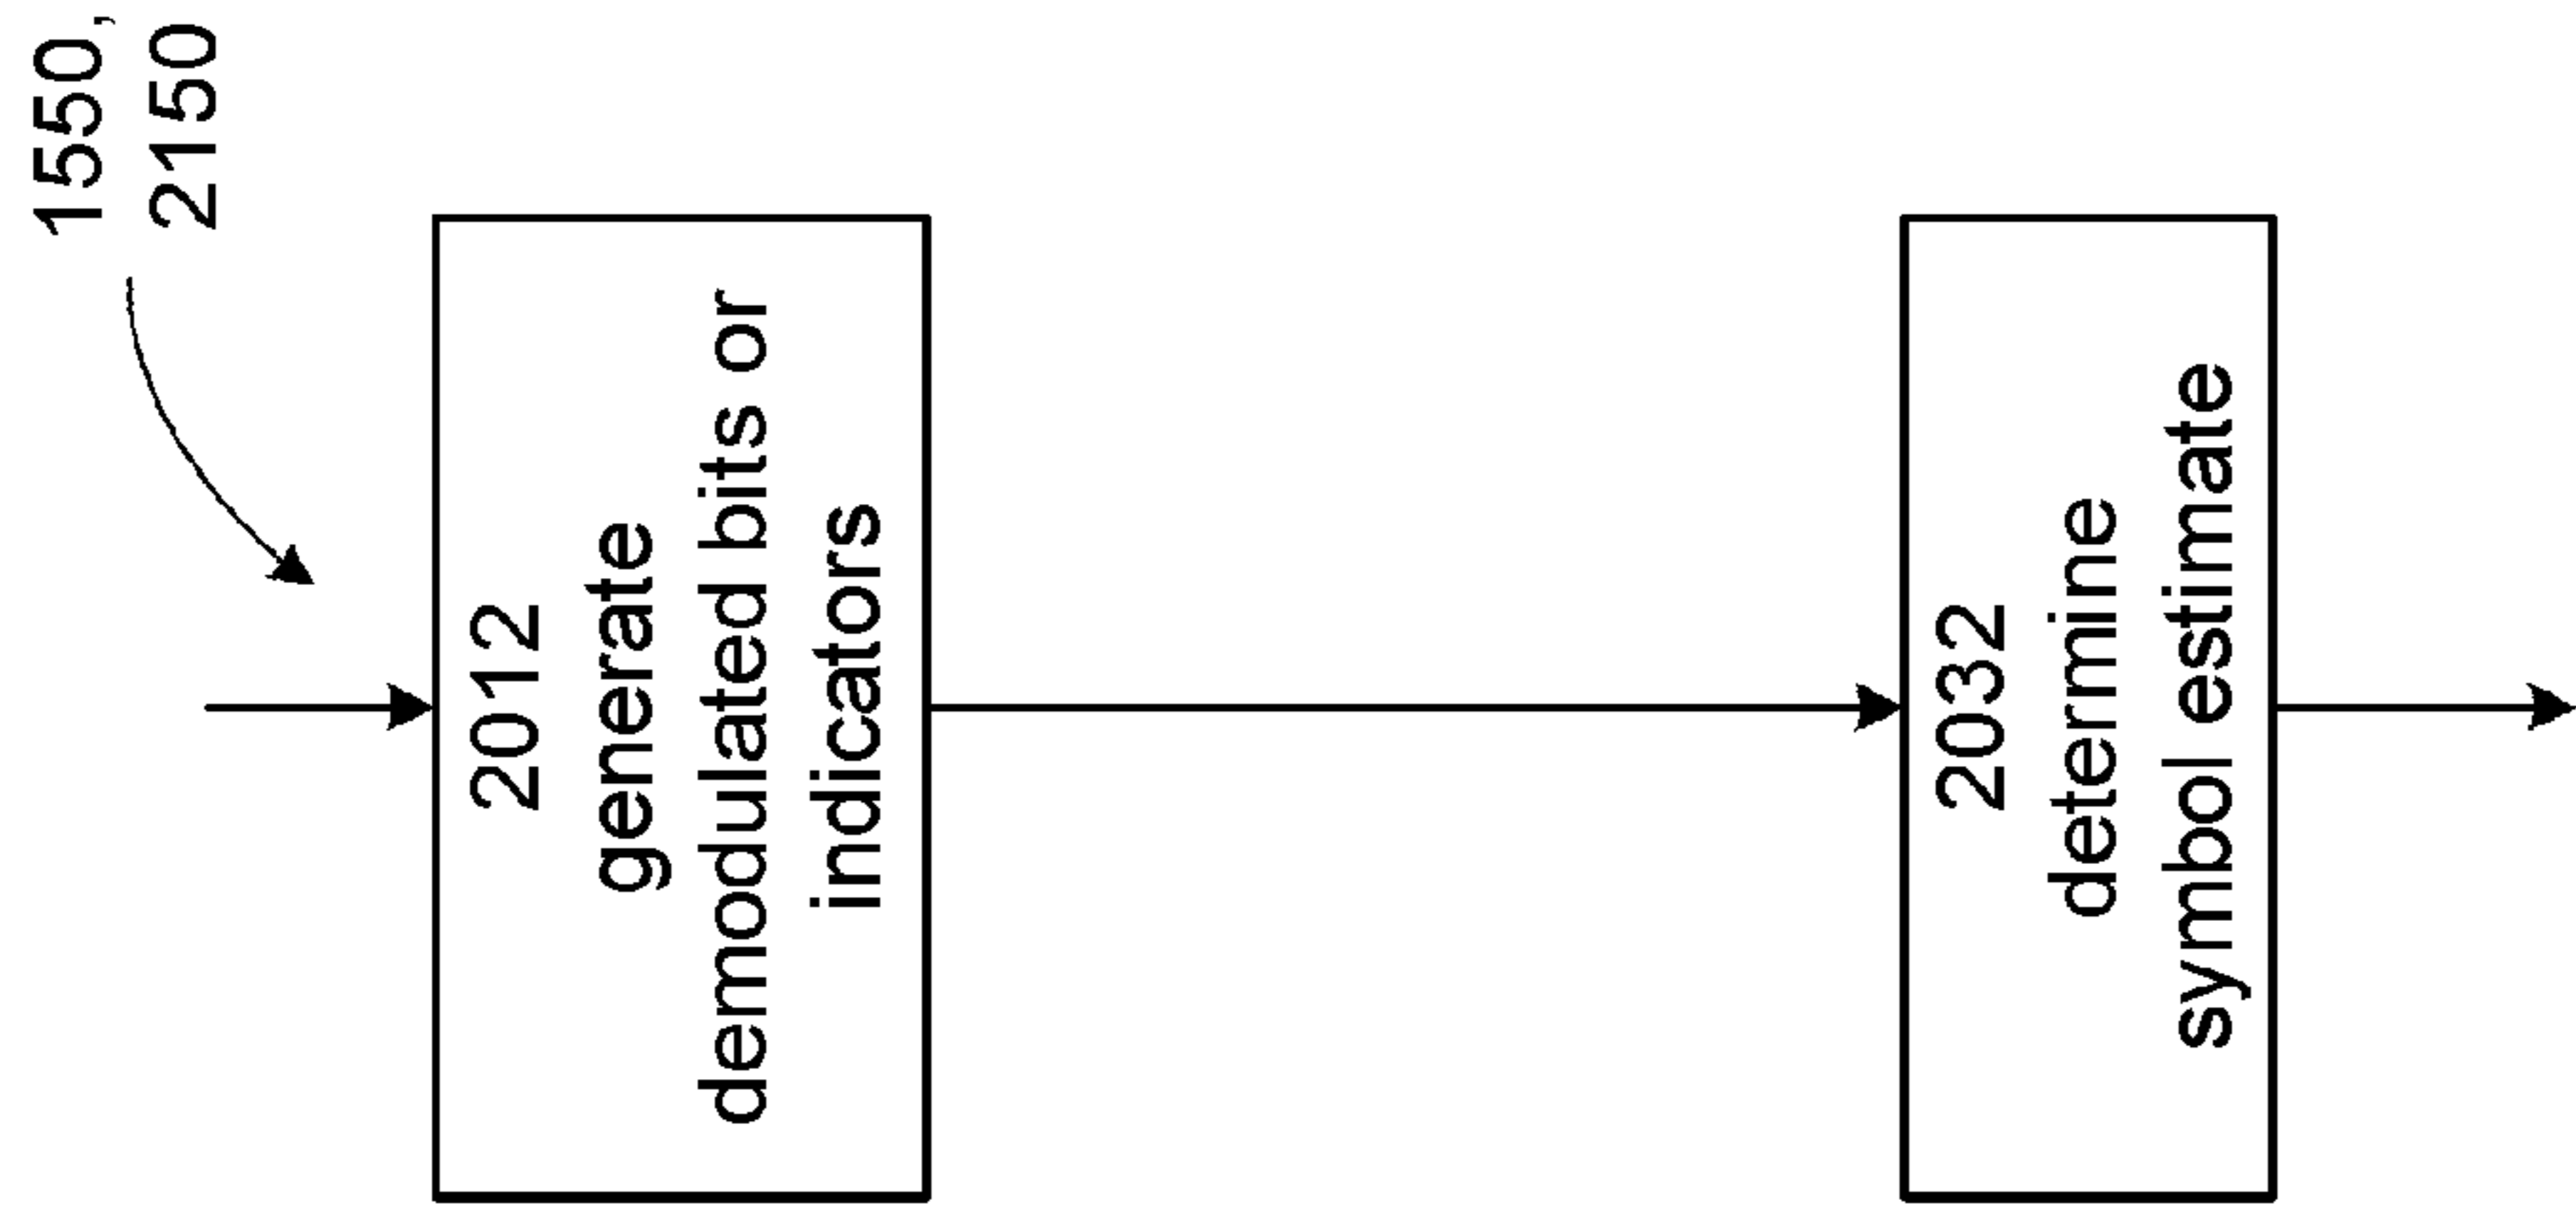 1550,
2150
2012
generate
demodulated bits or
indicators
2032
determine
symbol estimate